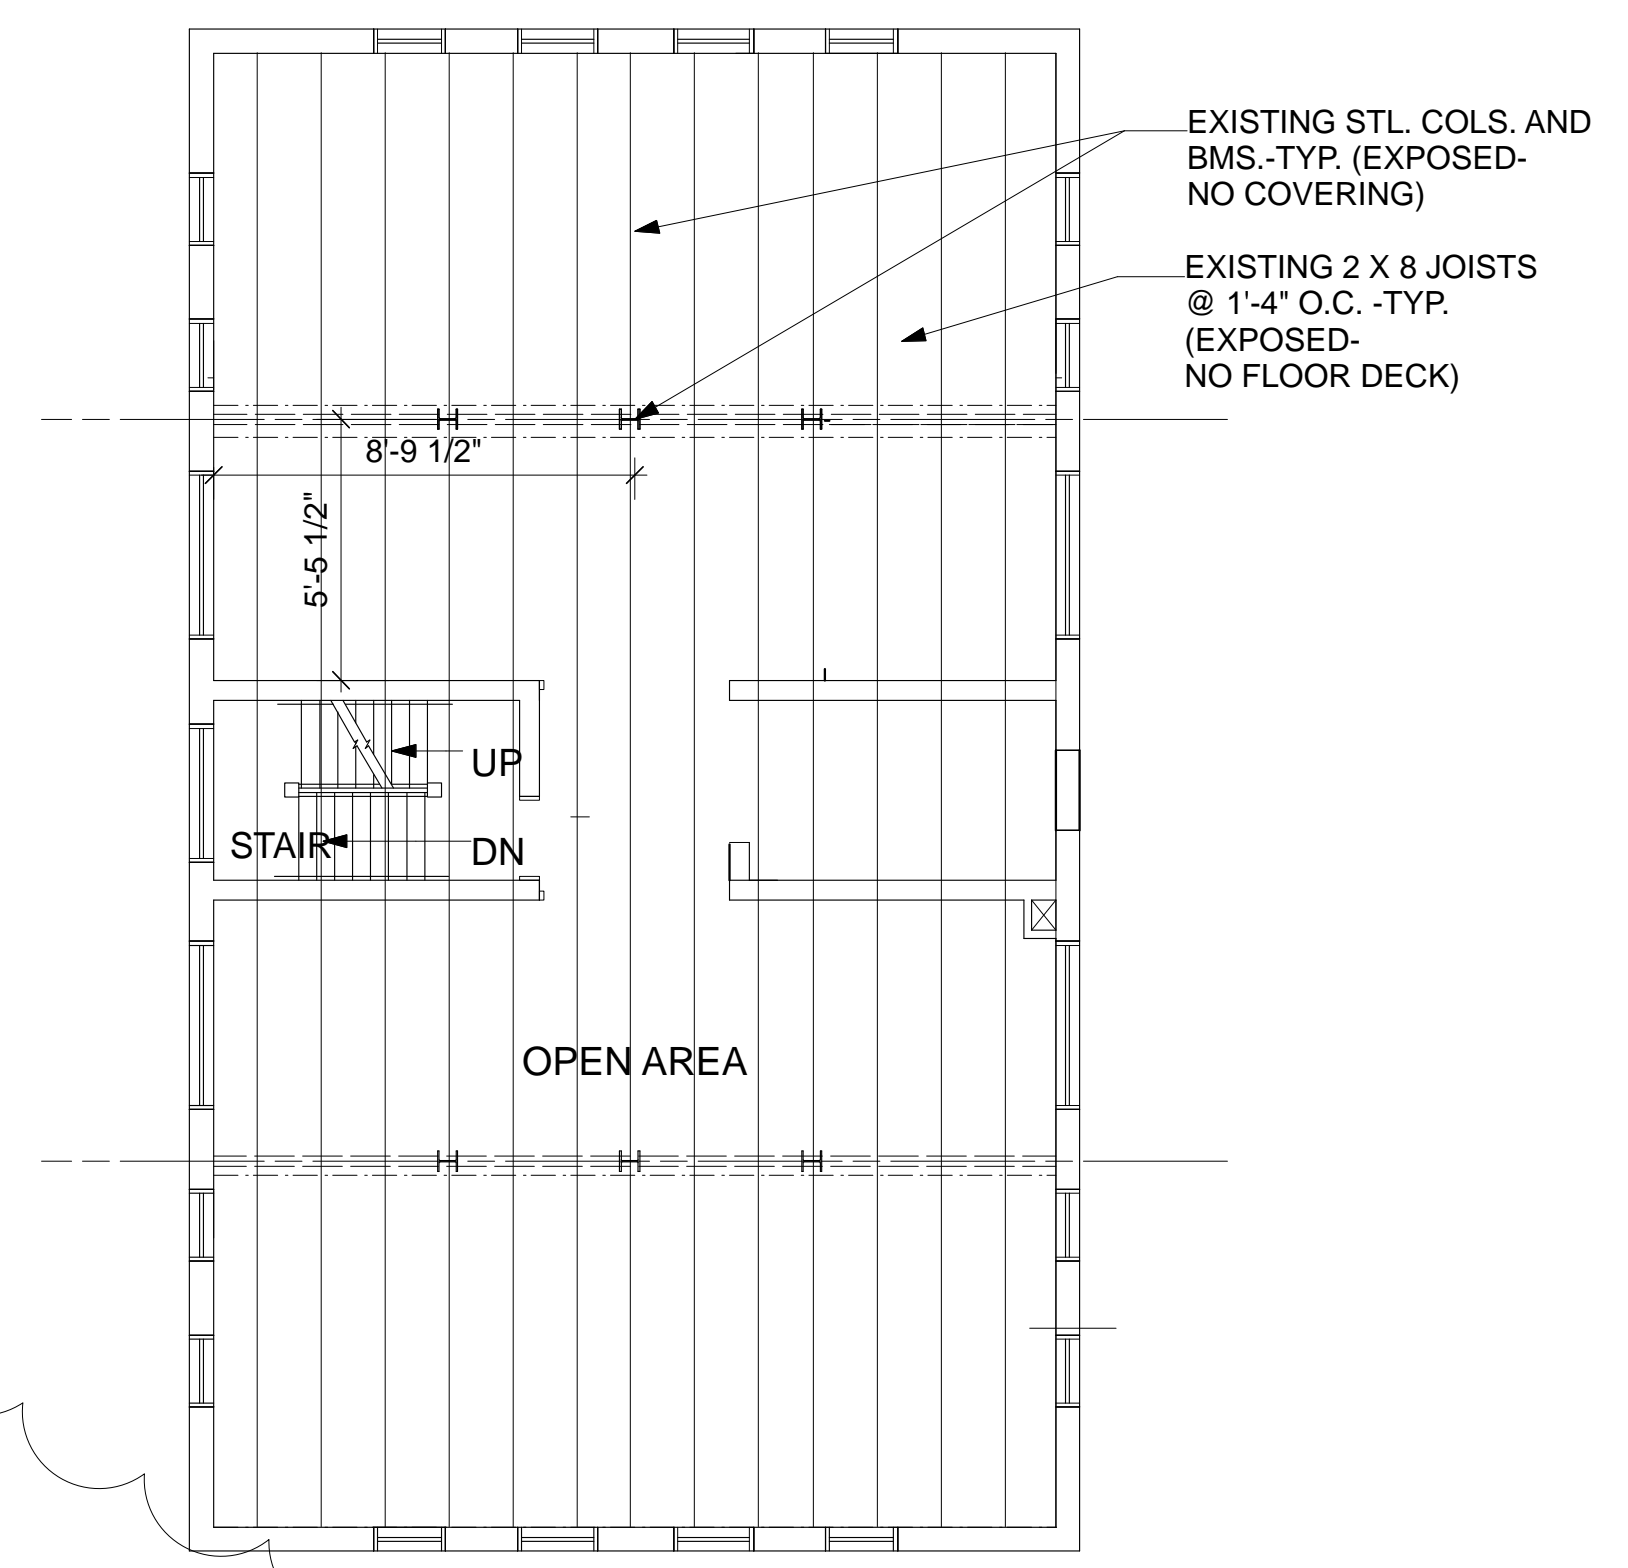 EXISTING STL. COLS. AND
BMS.-TYP. (EXPOSED-
NO COVERING)
EXISTING 2 X 8 JOISTS
@ 1'-4" O.C. -TYP.
(EXPOSED-
NO FLOOR DECK)
8'-9 1/2"
5'-5 1/2"
UP
STAIR
DN
OPEN AREA